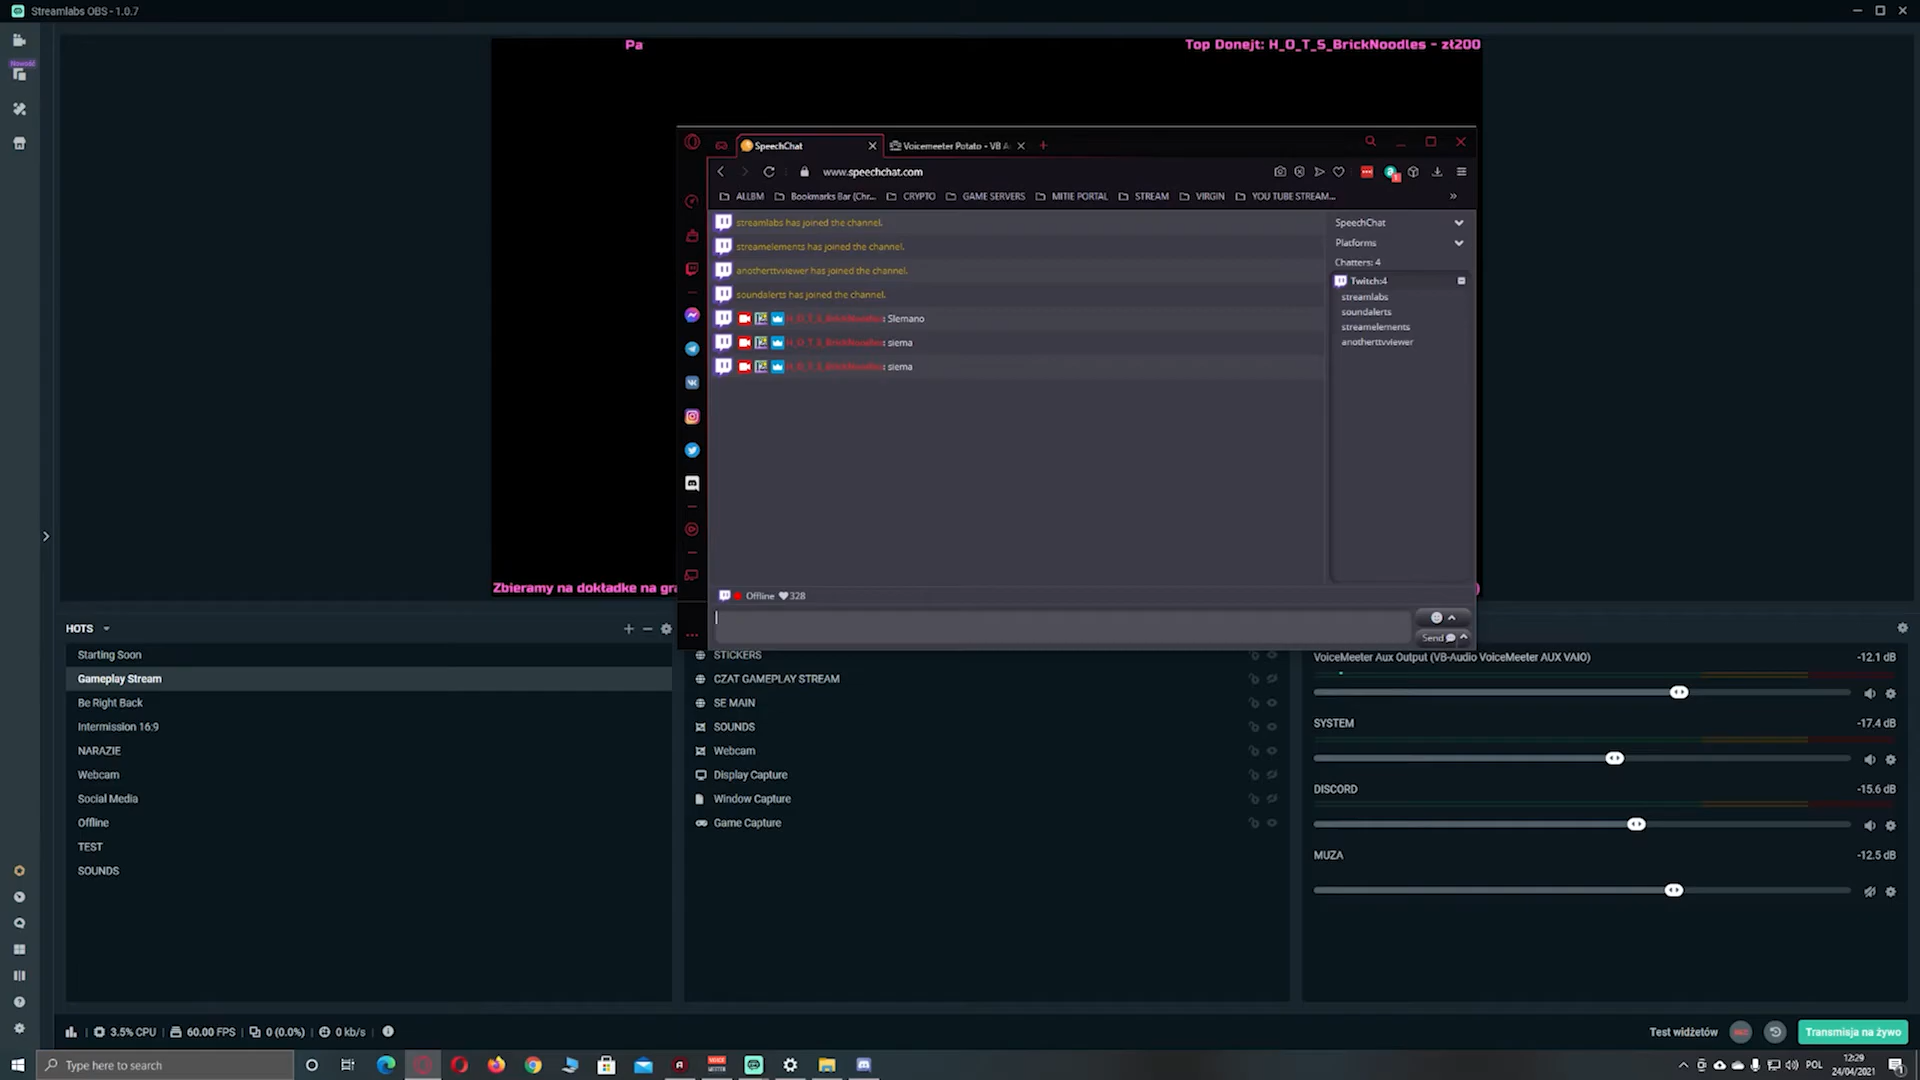 Streamlabs OBS - 1.0.7
Nowość
Pa
Top Donejt: H_O_T_S_BrickNoodles - zł200
SpeechChat
Voicemeeter Potato - VB A
www.speechchat.com
ALLBM
Bookmarks Bar (Chr...
CRYPTO
GAME SERVERS
MITIE PORTAL
STREAM
VIRGIN
YOU TUBE STREAM...
streamlabs has joined the channel.
streamelements has joined the channel.
anotherttvviewer has joined the channel.
soundalerts has joined the channel.
H_O_T_S_BrickNoodles: SIemano
H_O_T_S_BrickNoodles: siema
H_O_T_S_BrickNoodles: siema
SpeechChat
Platforms
Chatters: 4
Twitch:4
streamlabs
soundalerts
streamelements
anotherttvviewer
Offline 328
Send
Zbieramy na dokładke na gra
HOTS
Starting Soon
Gameplay Stream
Be Right Back
Intermission 16:9
NARAZIE
Webcam
Social Media
Offline
TEST
SOUNDS
STICKERS
CZAT GAMEPLAY STREAM
SE MAIN
SOUNDS
Webcam
Display Capture
Window Capture
Game Capture
VoiceMeeter Aux Output (VB-Audio VoiceMeeter AUX VAIO)
-12.1 dB
SYSTEM
-17.4 dB
DISCORD
-15.6 dB
MUZA
-12.5 dB
3.5% CPU
60.00 FPS
0 (0.0%)
0 kb/s
Test widżetów
REC
Transmisja na żywo
Type here to search
POL
12:29
24/04/2021